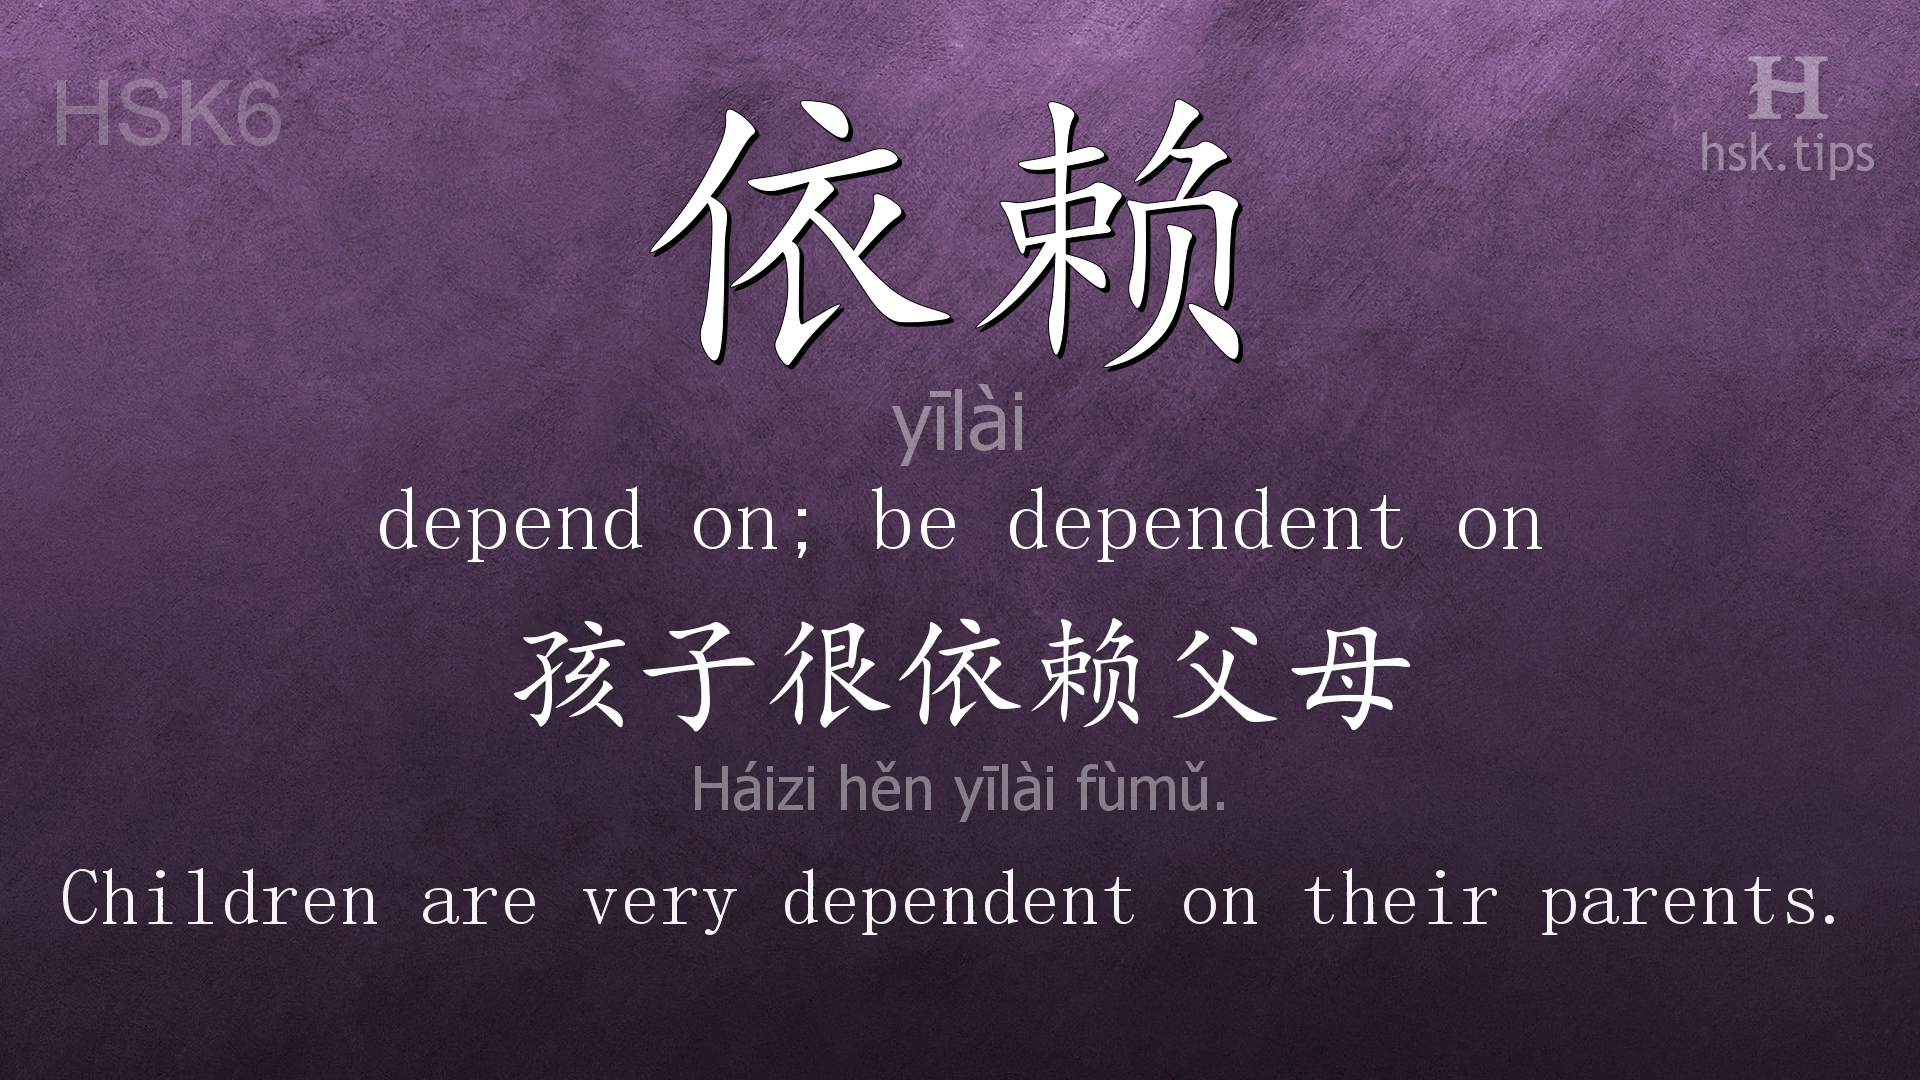 HSK6
H
hsk.tips
依赖
yīlài
depend on; be dependent on
孩子很依赖父母
Háizi hěn yīlài fùmǔ.
Children are very dependent on their parents.